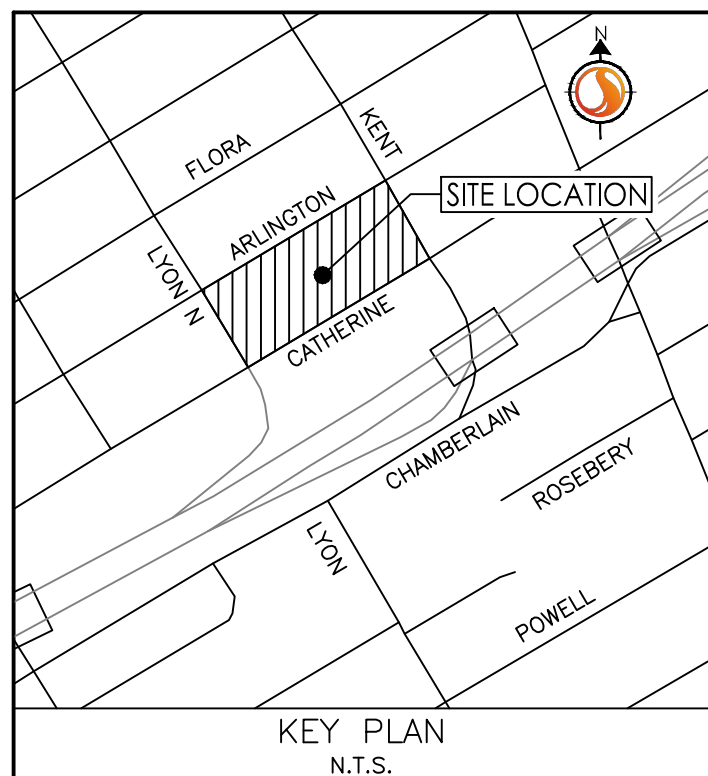 N
KENT
FLORA
SITE LOCATION
ARLINGTON
LYON N
CATHERINE
CHAMBERLAIN
ROSEBERY
LYON
POWELL
KEY PLAN
N.T.S.